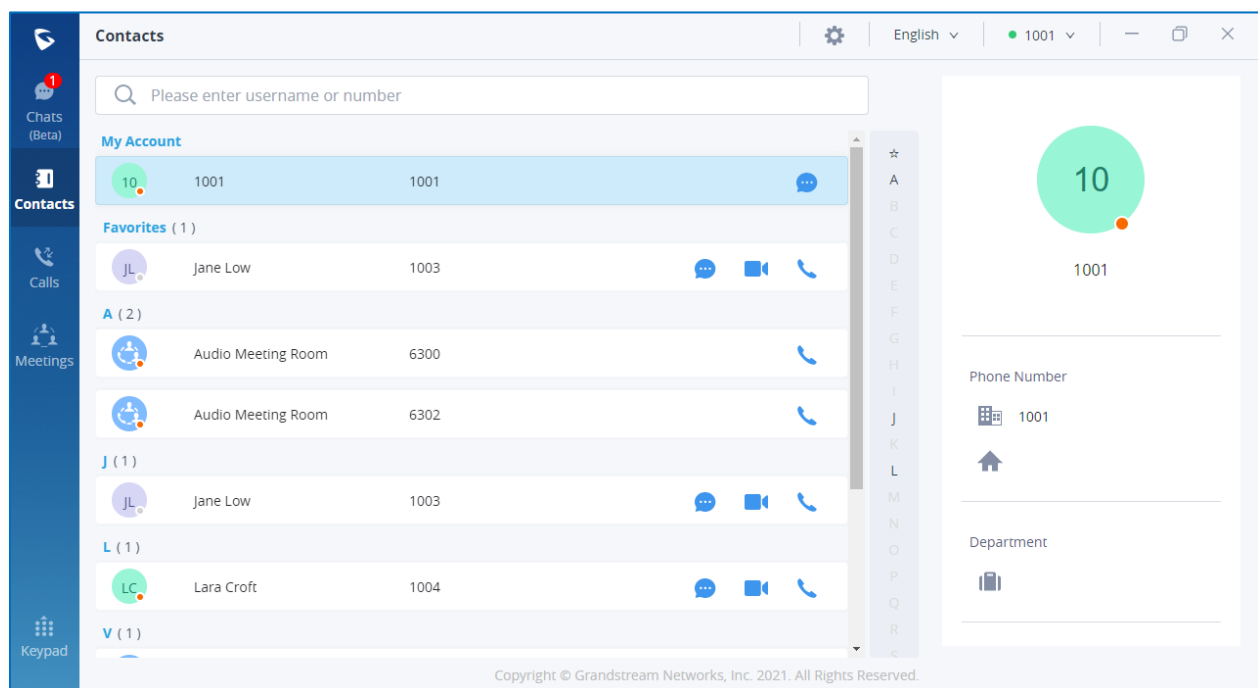 Contacts
English
1001
1
Chats
(Beta)
Contacts
Calls
Meetings
Keypad
Please enter username or number
My Account
10 1001 1001
Favorites (1)
JL Jane Low 1003
A (2)
Audio Meeting Room 6300
Audio Meeting Room 6302
J (1)
JL Jane Low 1003
L (1)
LC Lara Croft 1004
V (1)
☆
A
B
C
D
E
F
G
H
I
J
K
L
M
N
O
P
Q
R
S
10
1001
Phone Number
1001
Department
Copyright © Grandstream Networks, Inc. 2021. All Rights Reserved.